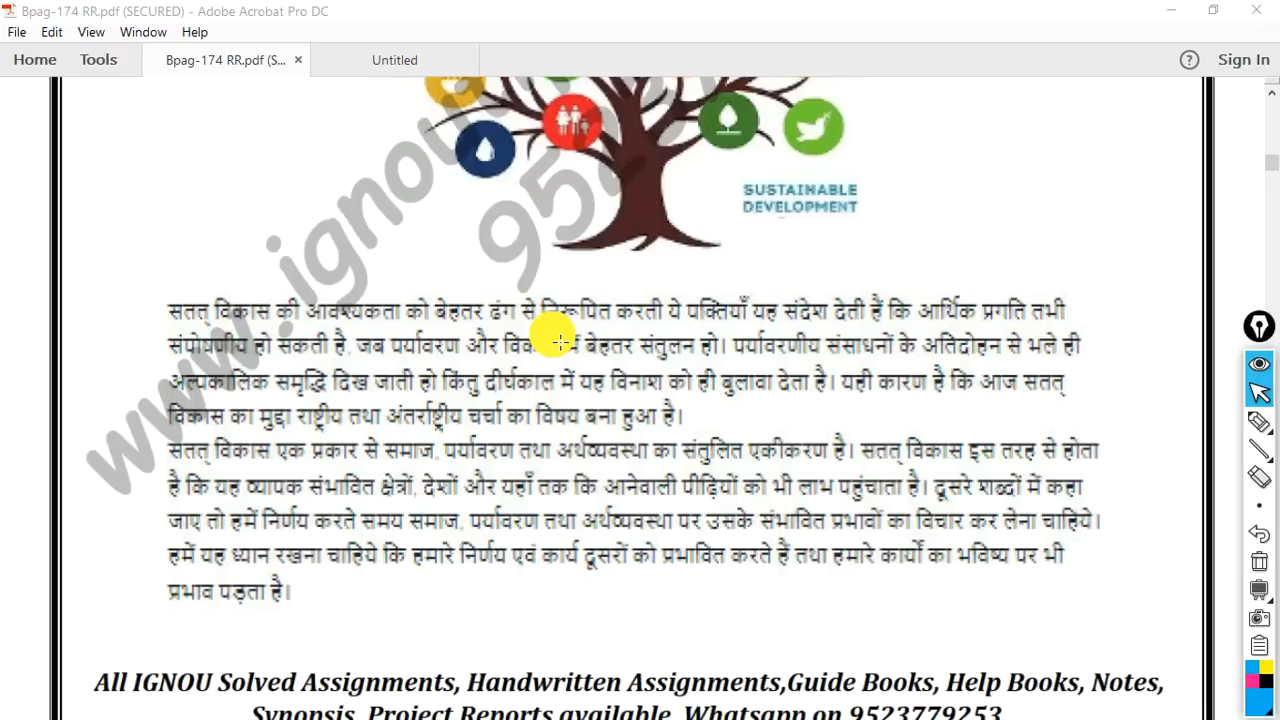 Bpag-174 RR.pdf (SECURED) - Adobe Acrobat Pro DC
File Edit View Window Help
Home Tools Bpag-174 RR.pdf (S... × Untitled Sign In
SUSTAINABLE
DEVELOPMENT
www.ignou
सतत् विकास की आवश्यकता को बेहतर ढंग से निरूपित करती ये पक्तियाँ यह संदेश देती हैं कि आर्थिक प्रगति तभी
संपोषणीय हो सकती है, जब पर्यावरण और विकास में बेहतर संतुलन हो। पर्यावरणीय संसाधनों के अतिदोहन से भले ही
अल्पकालिक समृद्धि दिख जाती हो किंतु दीर्घकाल में यह विनाश को ही बुलावा देता है। यही कारण है कि आज सतत्
विकास का मुद्दा राष्ट्रीय तथा अंतर्राष्ट्रीय चर्चा का विषय बना हुआ है।
सतत् विकास एक प्रकार से समाज, पर्यावरण तथा अर्थव्यवस्था का संतुलित एकीकरण है। सतत् विकास इस तरह से होता
है कि यह व्यापक संभावित क्षेत्रों, देशों और यहाँ तक कि आनेवाली पीढ़ियों को भी लाभ पहुंचाता है। दूसरे शब्दों में कहा
जाए तो हमें निर्णय करते समय समाज, पर्यावरण तथा अर्थव्यवस्था पर उसके संभावित प्रभावों का विचार कर लेना चाहिये।
हमें यह ध्यान रखना चाहिये कि हमारे निर्णय एवं कार्य दूसरों को प्रभावित करते हैं तथा हमारे कार्यों का भविष्य पर भी
प्रभाव पड़ता है।
All IGNOU Solved Assignments, Handwritten Assignments,Guide Books, Help Books, Notes,
Synopsis, Project Reports available. Whatsapp on 9523779253